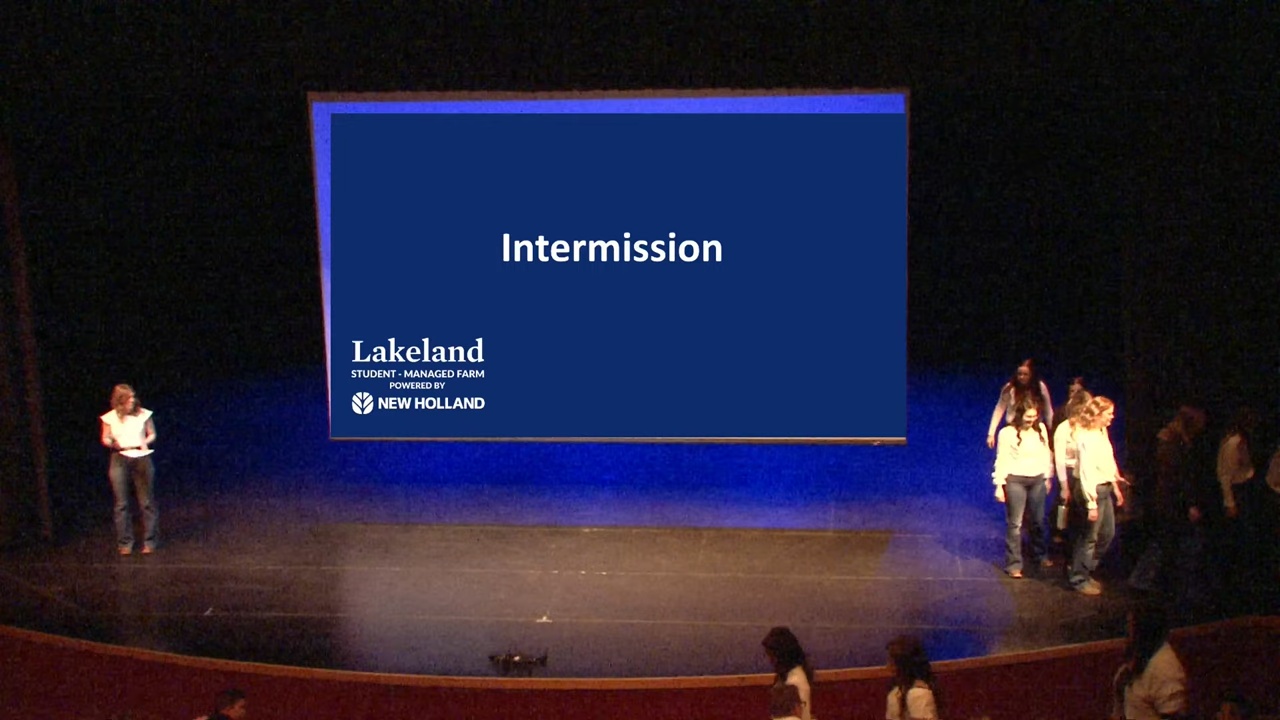 Intermission
Lakeland
STUDENT - MANAGED FARM
POWERED BY
NEW HOLLAND